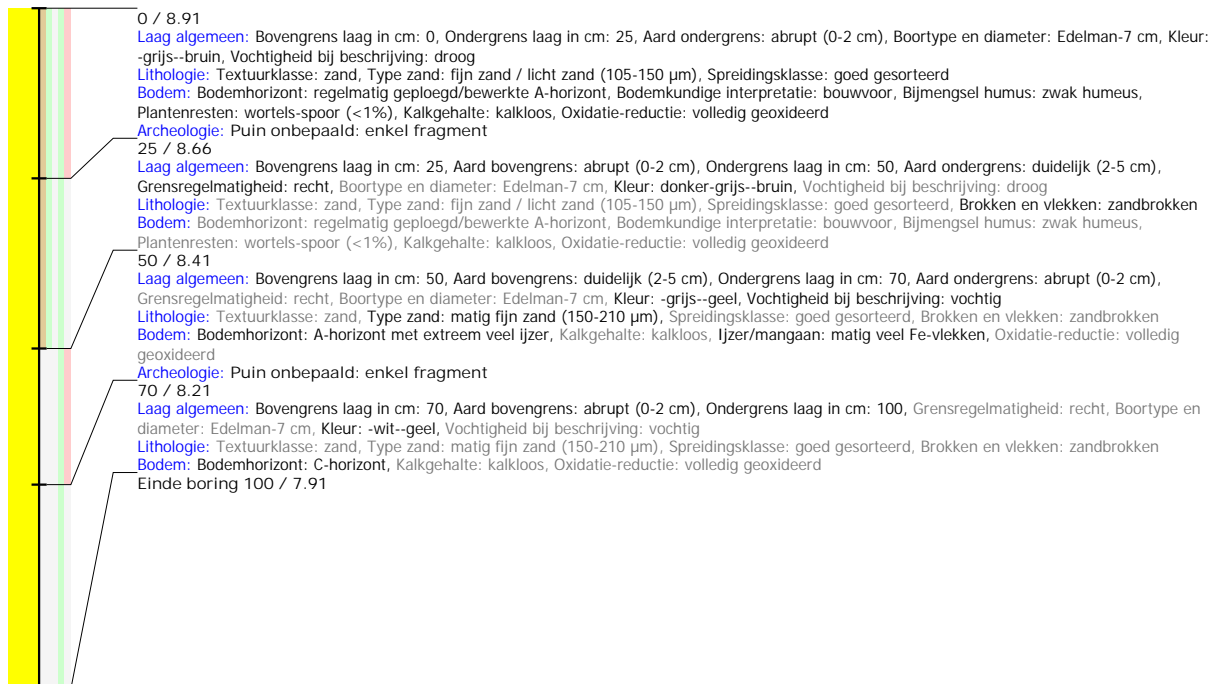 0 / 8.91
Laag algemeen: Bovengrens laag in cm: 0, Ondergrens laag in cm: 25, Aard ondergrens: abrupt (0-2 cm), Boortype en diameter: Edelman-7 cm, Kleur:
-grijs--bruin, Vochtigheid bij beschrijving: droog
Lithologie: Textuurklasse: zand, Type zand: fijn zand / licht zand (105-150 µm), Spreidingsklasse: goed gesorteerd
Bodem: Bodemhorizont: regelmatig geploegd/bewerkte A-horizont, Bodemkundige interpretatie: bouwvoor, Bijmengsel humus: zwak humeus,
Plantenresten: wortels-spoor (<1%), Kalkgehalte: kalkloos, Oxidatie-reductie: volledig geoxideerd
Archeologie: Puin onbepaald: enkel fragment
25 / 8.66
Laag algemeen: Bovengrens laag in cm: 25, Aard bovengrens: abrupt (0-2 cm), Ondergrens laag in cm: 50, Aard ondergrens: duidelijk (2-5 cm),
Grensregelmatigheid: recht, Boortype en diameter: Edelman-7 cm, Kleur: donker-grijs--bruin, Vochtigheid bij beschrijving: droog
Lithologie: Textuurklasse: zand, Type zand: fijn zand / licht zand (105-150 µm), Spreidingsklasse: goed gesorteerd, Brokken en vlekken: zandbrokken
Bodem: Bodemhorizont: regelmatig geploegd/bewerkte A-horizont, Bodemkundige interpretatie: bouwvoor, Bijmengsel humus: zwak humeus,
Plantenresten: wortels-spoor (<1%), Kalkgehalte: kalkloos, Oxidatie-reductie: volledig geoxideerd
50 / 8.41
Laag algemeen: Bovengrens laag in cm: 50, Aard bovengrens: duidelijk (2-5 cm), Ondergrens laag in cm: 70, Aard ondergrens: abrupt (0-2 cm),
Grensregelmatigheid: recht, Boortype en diameter: Edelman-7 cm, Kleur: -grijs--geel, Vochtigheid bij beschrijving: vochtig
Lithologie: Textuurklasse: zand, Type zand: matig fijn zand (150-210 µm), Spreidingsklasse: goed gesorteerd, Brokken en vlekken: zandbrokken
Bodem: Bodemhorizont: A-horizont met extreem veel ijzer, Kalkgehalte: kalkloos, Ijzer/mangaan: matig veel Fe-vlekken, Oxidatie-reductie: volledig
geoxideerd
Archeologie: Puin onbepaald: enkel fragment
70 / 8.21
Laag algemeen: Bovengrens laag in cm: 70, Aard bovengrens: abrupt (0-2 cm), Ondergrens laag in cm: 100, Grensregelmatigheid: recht, Boortype en
diameter: Edelman-7 cm, Kleur: -wit--geel, Vochtigheid bij beschrijving: vochtig
Lithologie: Textuurklasse: zand, Type zand: matig fijn zand (150-210 µm), Spreidingsklasse: goed gesorteerd, Brokken en vlekken: zandbrokken
Bodem: Bodemhorizont: C-horizont, Kalkgehalte: kalkloos, Oxidatie-reductie: volledig geoxideerd
Einde boring 100 / 7.91